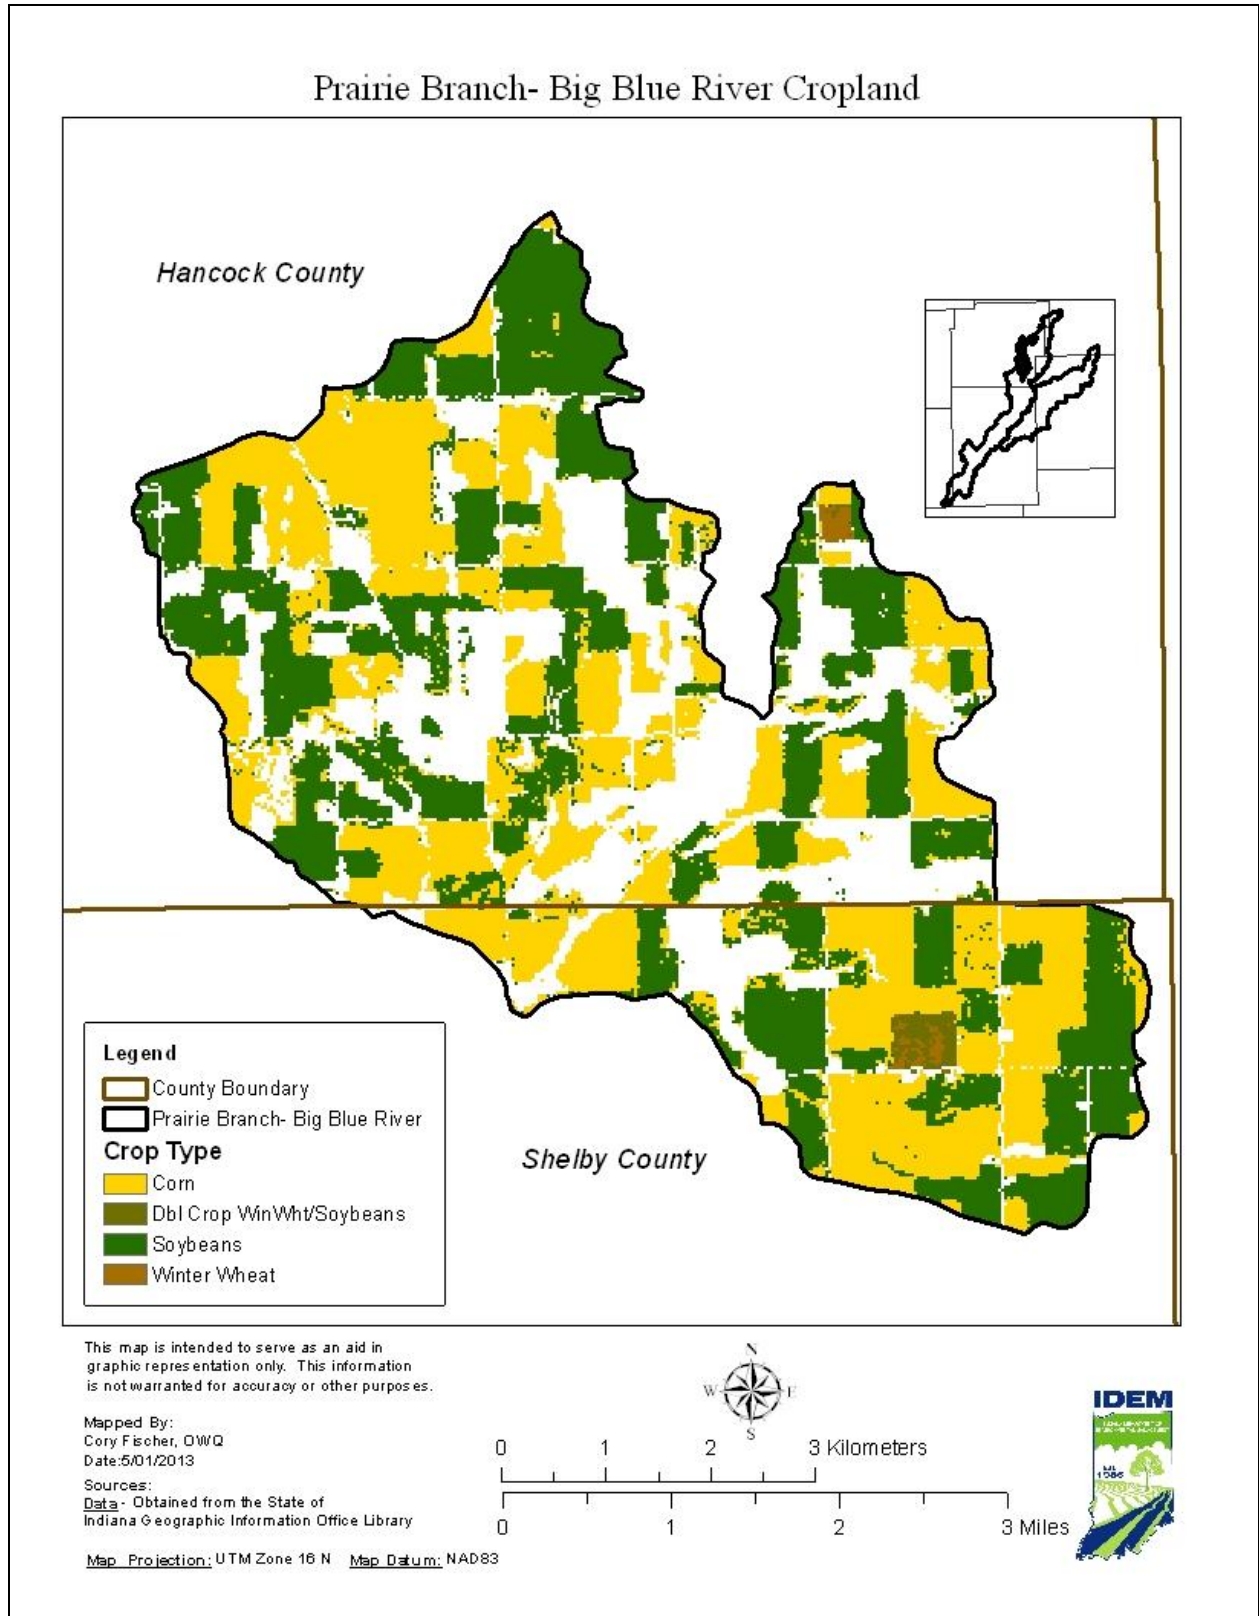 Prairie Branch- Big Blue River Cropland
Hancock County
Shelby County
Legend
County Boundary
Prairie Branch- Big Blue River
Crop Type
Corn
Dbl Crop WinWht/Soybeans
Soybeans
Winter Wheat
This map is intended to serve as an aid in
graphic representation only. This information
is not warranted for accuracy or other purposes.
Mapped By:
Cory Fischer, OWQ
Date:5/01/2013
Sources:
Data - Obtained from the State of
Indiana Geographic Information Office Library
Map Projection: UTM Zone 16 N Map Datum: NAD83
N
W E
S
0 1 2 3 Kilometers
0 1 2 3 Miles
IDEM
1986